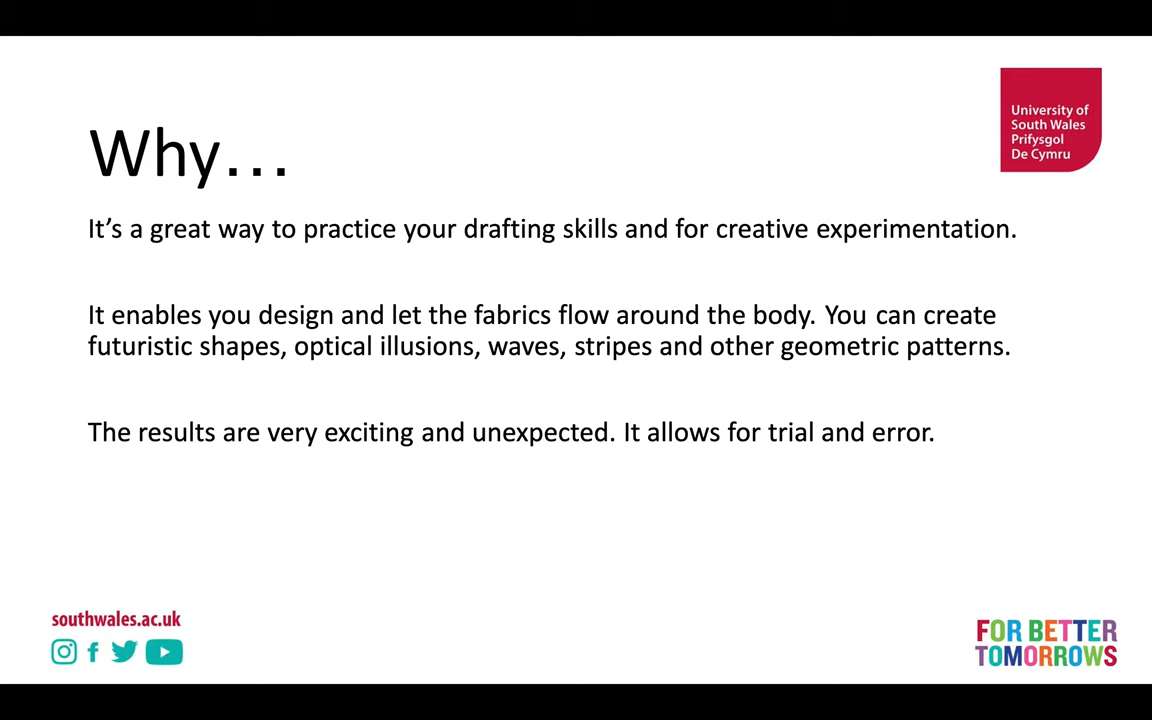 University of
South Wales
Prifysgol
De Cymru
Why…
It’s a great way to practice your drafting skills and for creative experimentation.
It enables you design and let the fabrics flow around the body. You can create
futuristic shapes, optical illusions, waves, stripes and other geometric patterns.
The results are very exciting and unexpected. It allows for trial and error.
southwales.ac.uk
FOR BETTER
TOMORROWS